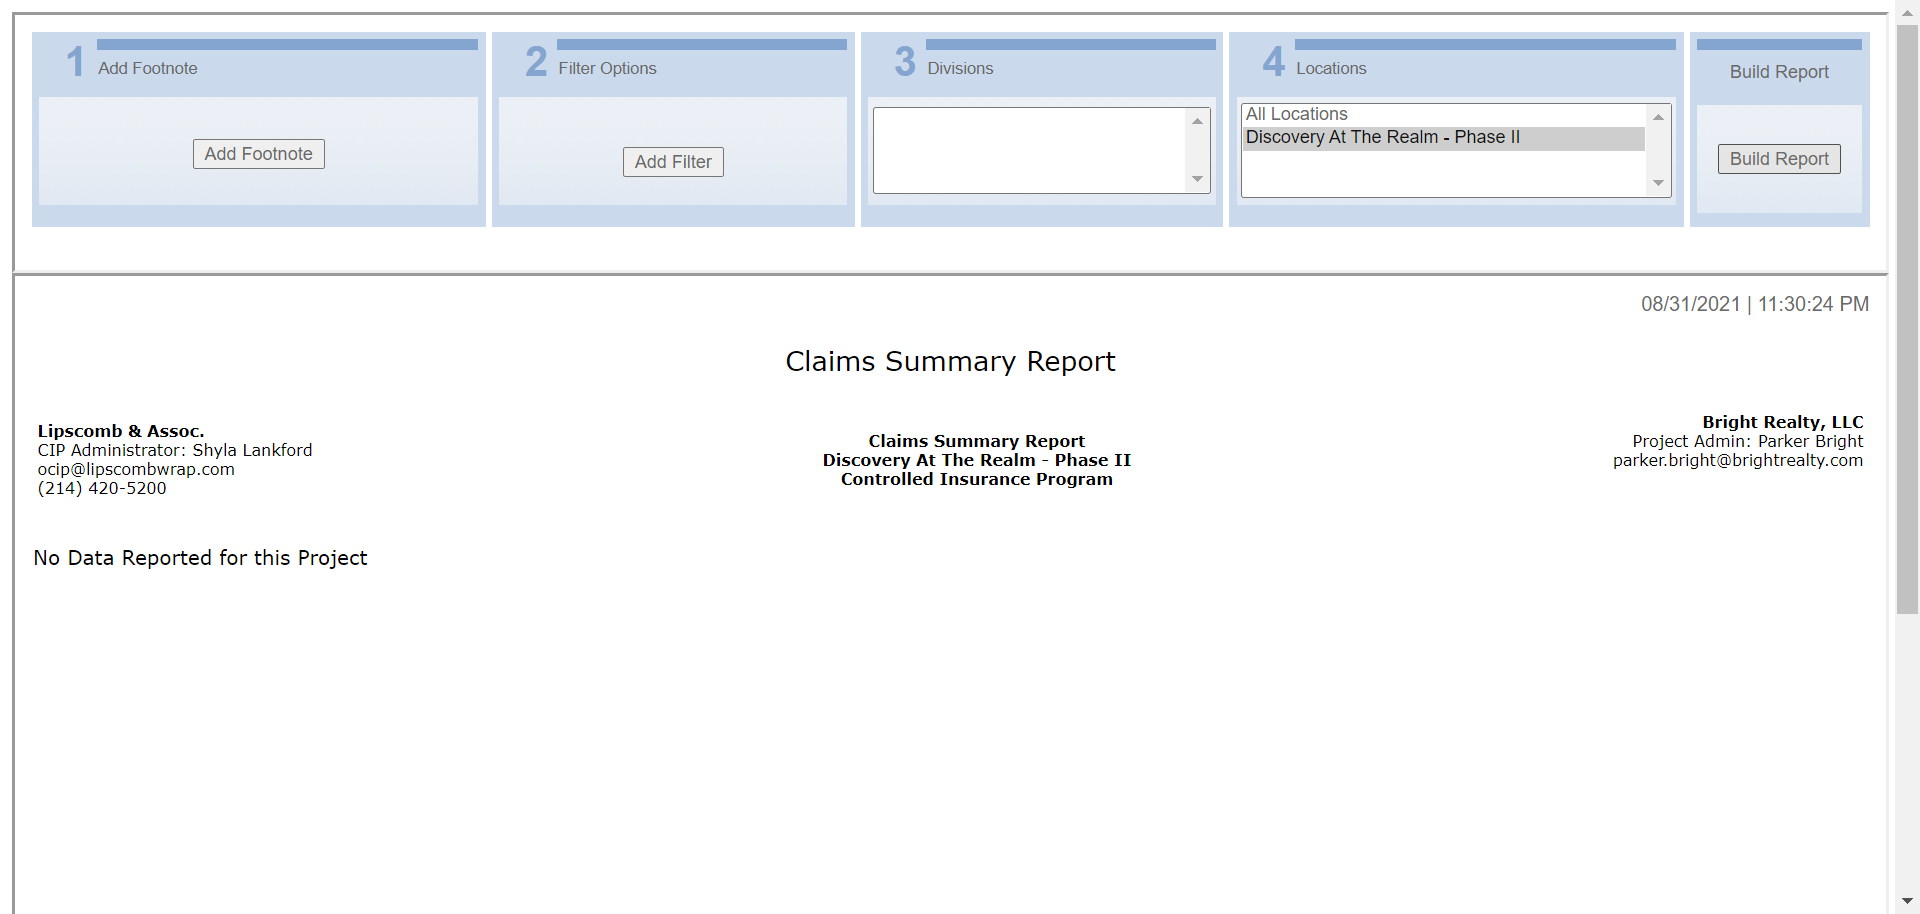 1 Add Footnote
Add Footnote
2 Filter Options
Add Filter
3 Divisions
4 Locations
All Locations
Discovery At The Realm - Phase II
Build Report
Build Report
08/31/2021 | 11:30:24 PM
Claims Summary Report
Lipscomb & Assoc.
CIP Administrator: Shyla Lankford
ocip@lipscombwrap.com
(214) 420-5200
Claims Summary Report
Discovery At The Realm - Phase II
Controlled Insurance Program
Bright Realty, LLC
Project Admin: Parker Bright
parker.bright@brightrealty.com
No Data Reported for this Project